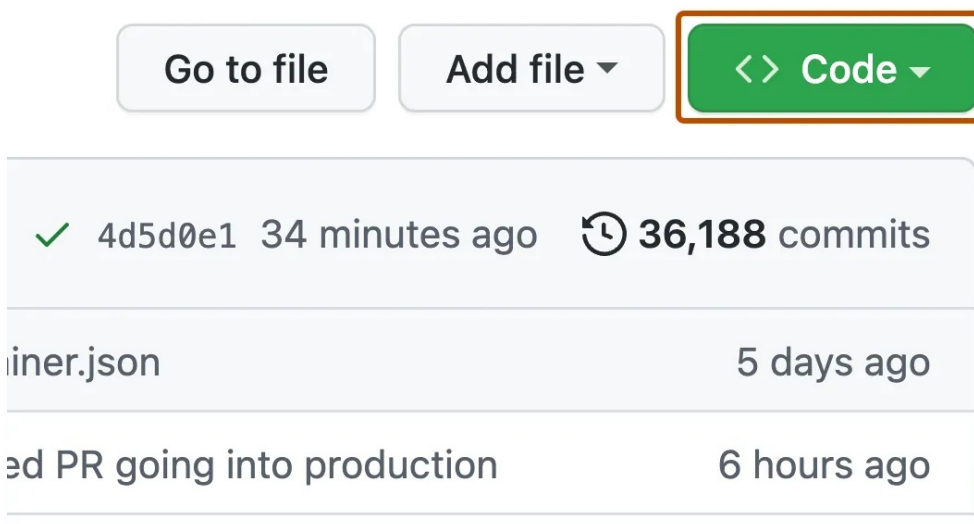 Go to file Add file <> Code
4d5d0e1 34 minutes ago 36,188 commits
iner.json 5 days ago
ed PR going into production 6 hours ago